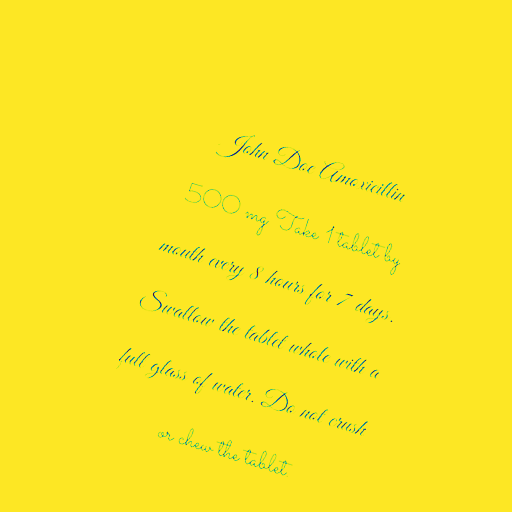 John Doe Amoxicillin
500 mg Take 1 tablet by
mouth every 8 hours for 7 days.
Swallow the tablet whole with a
full glass of water. Do not crush
or chew the tablet